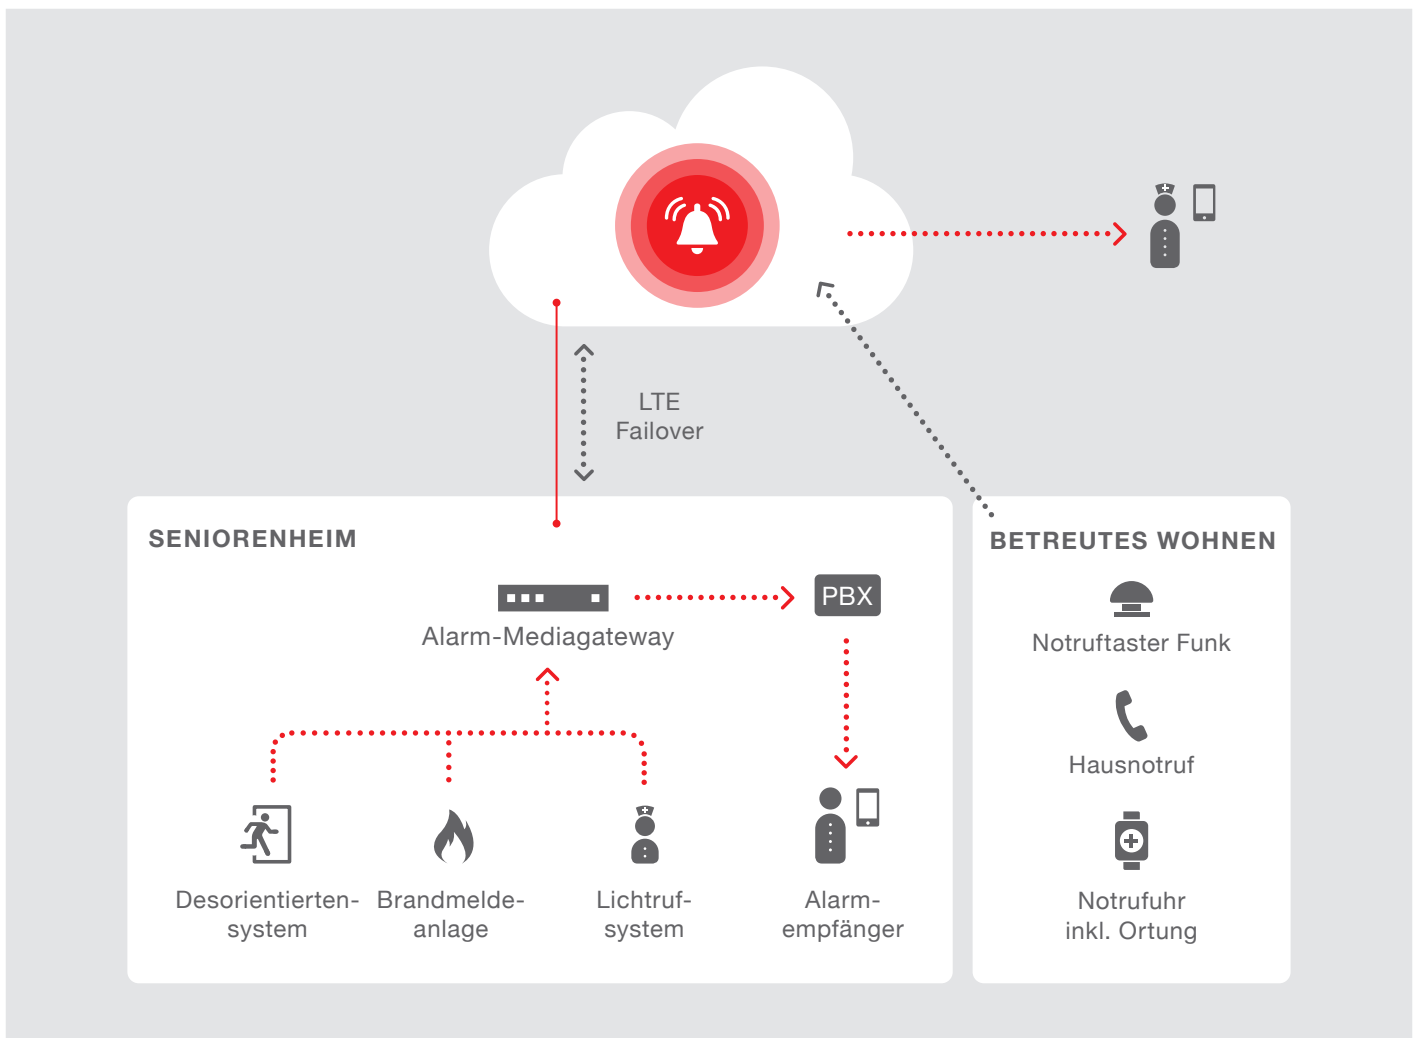 LTE
Failover
SENIORENHEIM
PBX
Alarm-Mediagateway
Desorientierten-
system
Brandmelde-
anlage
Lichtruf-
system
Alarm-
empfänger
BETREUTES WOHNEN
Notruftaster Funk
Hausnotruf
Notrufuhr
inkl. Ortung